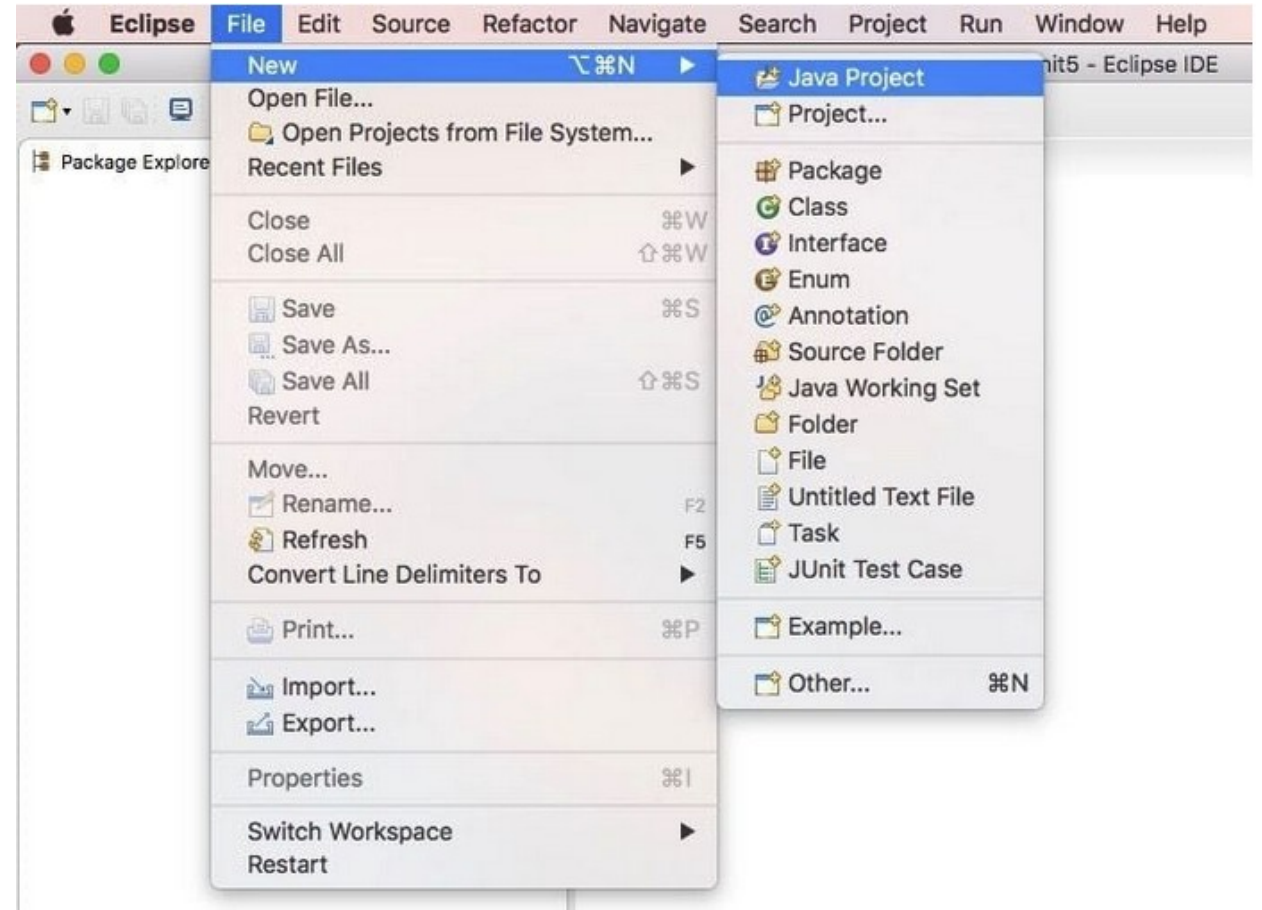 Eclipse File Edit Source Refactor Navigate Search Project Run Window Help
nit5 - Eclipse IDE
Package Explore
New ⌥⌘N ▶
Open File...
Open Projects from File System...
Recent Files ▶
Close ⌘W
Close All ⇧⌘W
Save ⌘S
Save As...
Save All ⇧⌘S
Revert
Move...
Rename... F2
Refresh F5
Convert Line Delimiters To ▶
Print... ⌘P
Import...
Export...
Properties ⌘I
Switch Workspace ▶
Restart
Java Project
Project...
Package
Class
Interface
Enum
Annotation
Source Folder
Java Working Set
Folder
File
Untitled Text File
Task
JUnit Test Case
Example...
Other... ⌘N